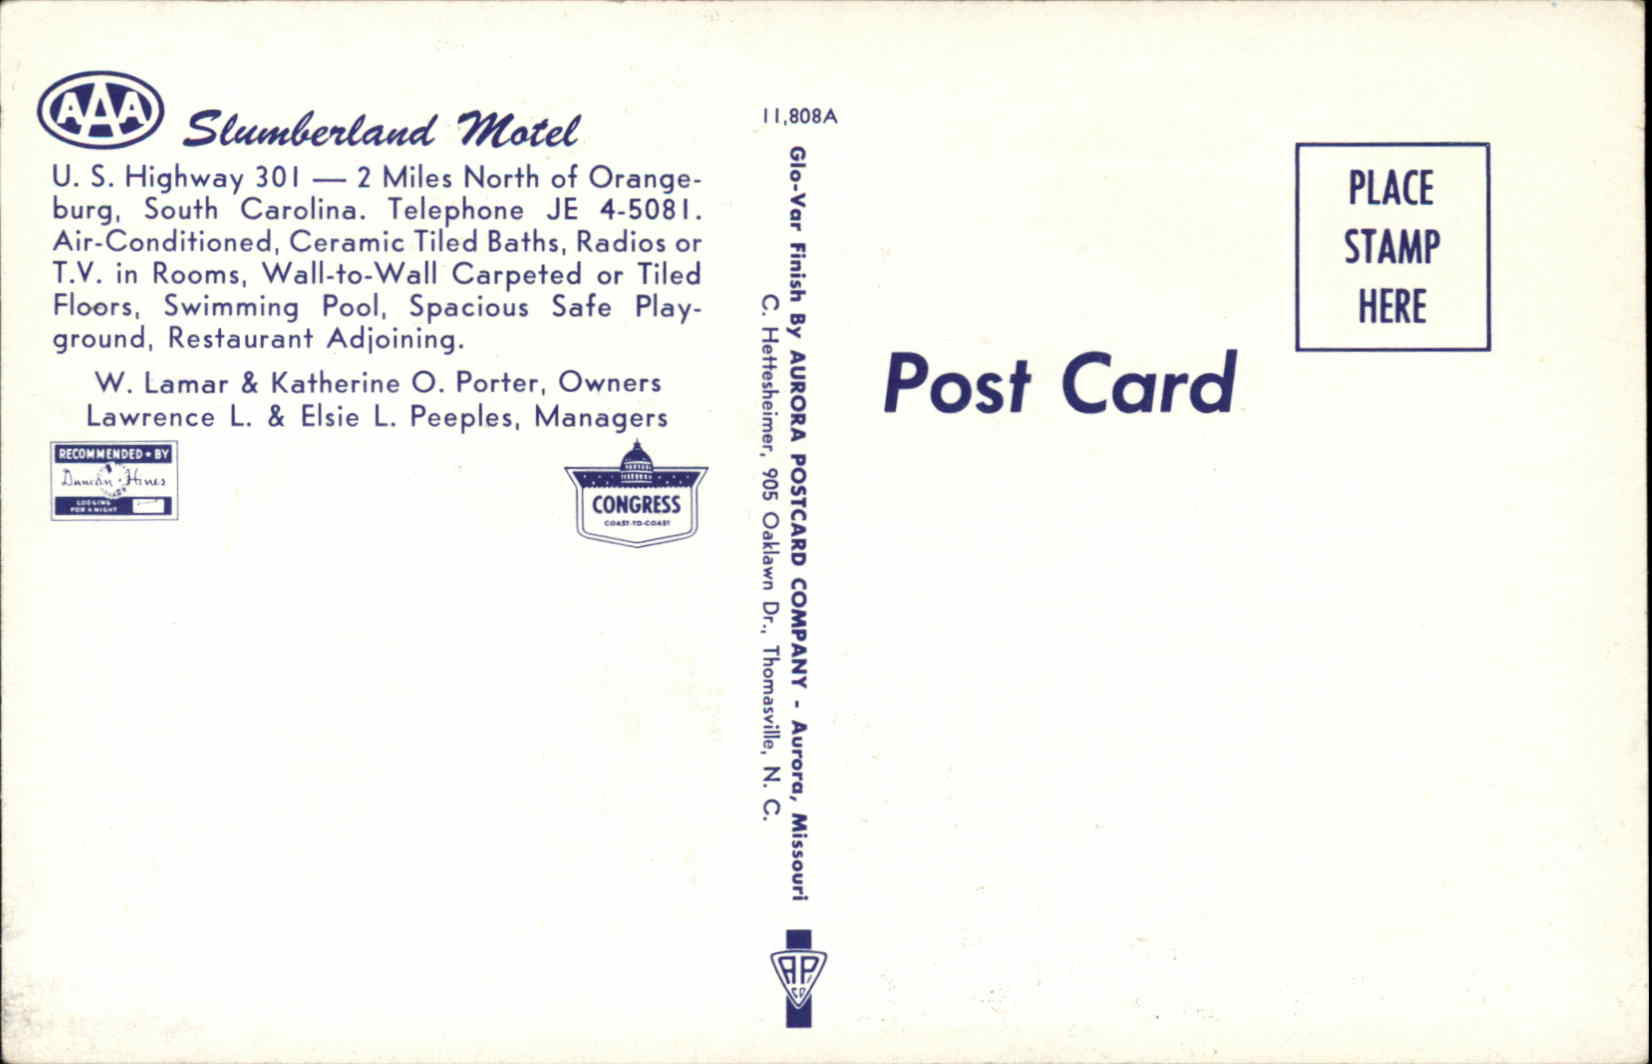 AAA
Slumberland Motel
U. S. Highway 301 — 2 Miles North of Orange-
burg, South Carolina. Telephone JE 4-5081.
Air-Conditioned, Ceramic Tiled Baths, Radios or
T.V. in Rooms, Wall-to-Wall Carpeted or Tiled
Floors, Swimming Pool, Spacious Safe Play-
ground, Restaurant Adjoining.
W. Lamar & Katherine O. Porter, Owners
Lawrence L. & Elsie L. Peeples, Managers
RECOMMENDED • BY
Duncan Hines
LODGING
FOR A NIGHT
CONGRESS
COAST-TO-COAST
11,808A
Glo-Var Finish By AURORA POSTCARD COMPANY - Aurora, Missouri
C. Hettesheimer, 905 Oaklawn Dr., Thomasville, N. C.
A.P.
CO.
Post Card
PLACE
STAMP
HERE